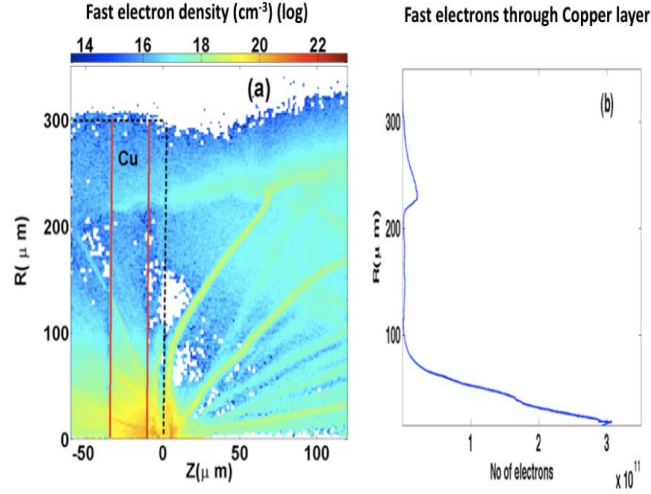 Fast electron density (cm-3) (log)
Fast electrons through Copper layer
14 16 18 20 22
(a)
(b)
Cu
300
200
100
0
R(μ m)
-50 0 50 100
Z(μ m)
300
200
100
R(μ m)
1 2 3
No of electrons
x 10¹¹